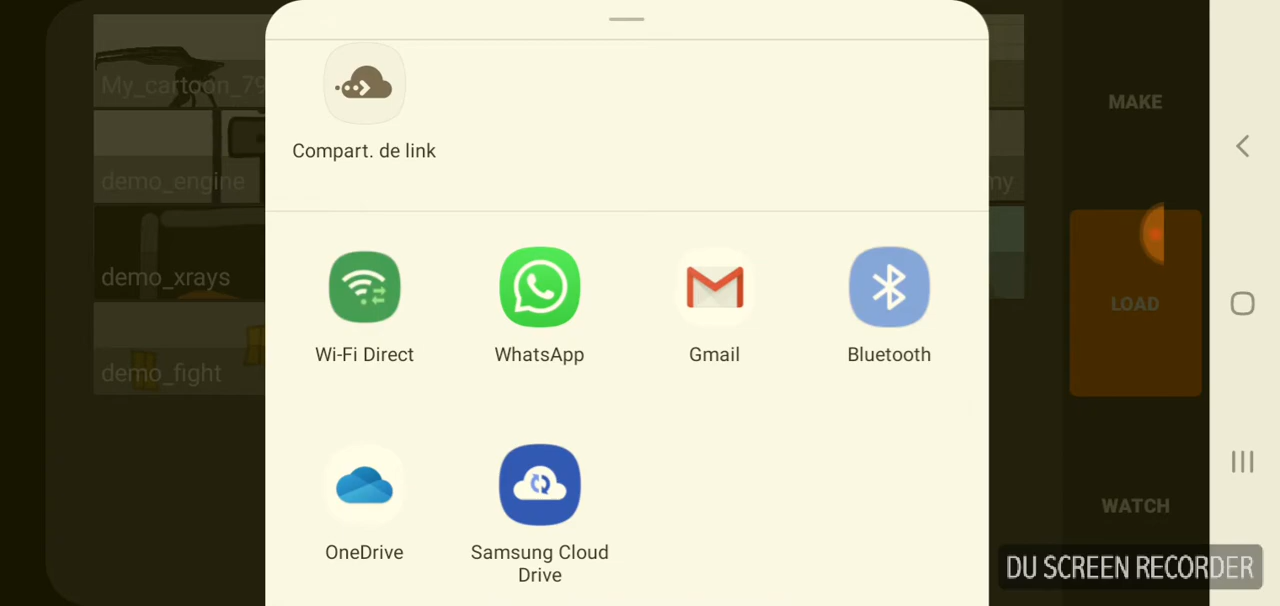 My_cartoon_79
MAKE
Compart. de link
demo_engine
my
demo_xrays
LOAD
Wi-Fi Direct
WhatsApp
Gmail
Bluetooth
demo_fight
WATCH
OneDrive
Samsung Cloud
Drive
DU SCREEN RECORDER